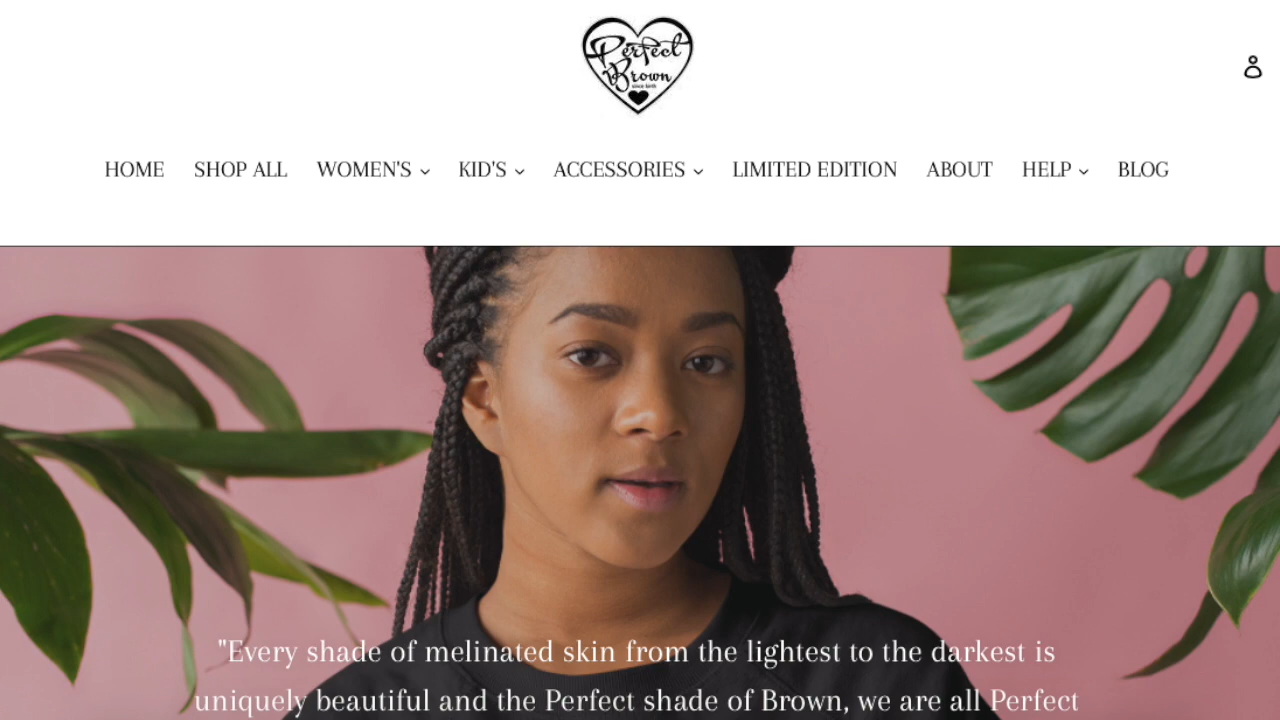 Perfect
Brown
since birth
HOME SHOP ALL WOMEN'S KID'S ACCESSORIES LIMITED EDITION ABOUT HELP BLOG
"Every shade of melinated skin from the lightest to the darkest is
uniquely beautiful and the Perfect shade of Brown, we are all Perfect